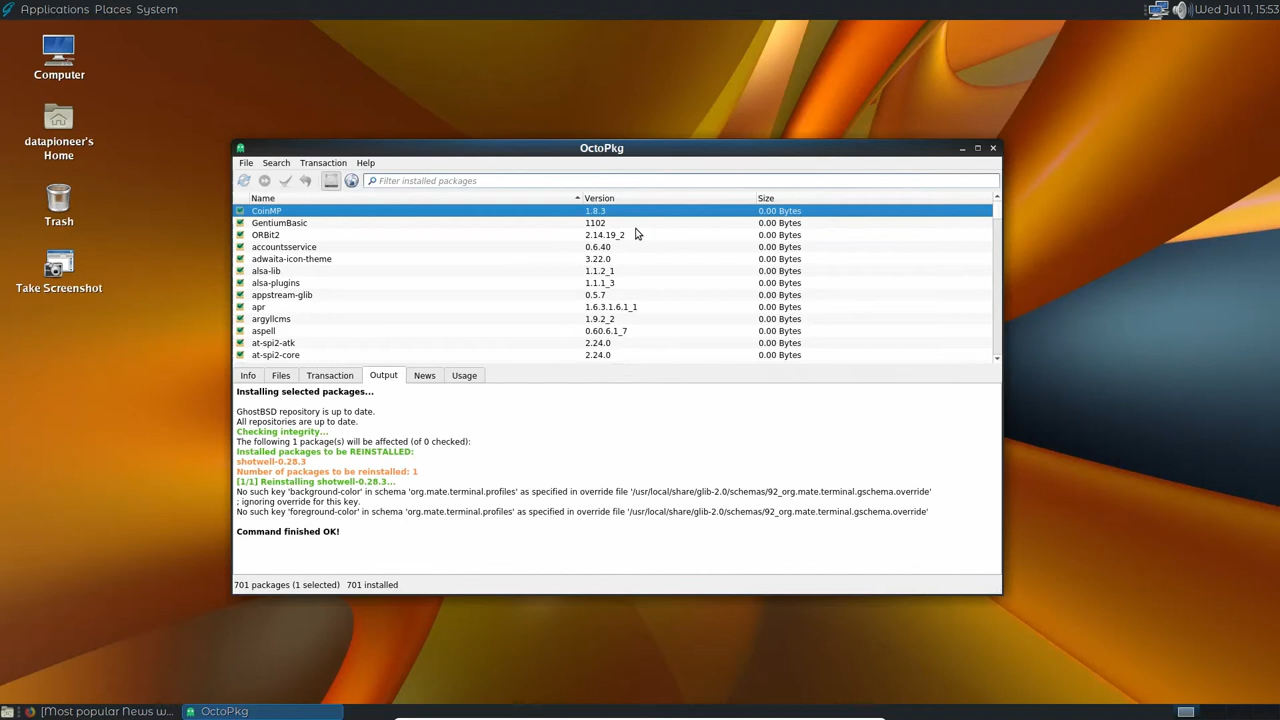 Applications Places System
Wed Jul 11, 15:53
Computer
datapioneer's
Home
Trash
Take Screenshot
OctoPkg
File Search Transaction Help
Filter installed packages
Name Version Size
CoinMP 1.8.3 0.00 Bytes
GentiumBasic 1102 0.00 Bytes
ORBit2 2.14.19_2 0.00 Bytes
accountsservice 0.6.40 0.00 Bytes
adwaita-icon-theme 3.22.0 0.00 Bytes
alsa-lib 1.1.2_1 0.00 Bytes
alsa-plugins 1.1.1_3 0.00 Bytes
appstream-glib 0.5.7 0.00 Bytes
apr 1.6.3.1.6.1_1 0.00 Bytes
argyllcms 1.9.2_2 0.00 Bytes
aspell 0.60.6.1_7 0.00 Bytes
at-spi2-atk 2.24.0 0.00 Bytes
at-spi2-core 2.24.0 0.00 Bytes
Info Files Transaction Output News Usage
Installing selected packages...
GhostBSD repository is up to date.
All repositories are up to date.
Checking integrity...
The following 1 package(s) will be affected (of 0 checked):
Installed packages to be REINSTALLED:
shotwell-0.28.3
Number of packages to be reinstalled: 1
[1/1] Reinstalling shotwell-0.28.3...
No such key 'background-color' in schema 'org.mate.terminal.profiles' as specified in override file '/usr/local/share/glib-2.0/schemas/92_org.mate.terminal.gschema.override'
; ignoring override for this key.
No such key 'foreground-color' in schema 'org.mate.terminal.profiles' as specified in override file '/usr/local/share/glib-2.0/schemas/92_org.mate.terminal.gschema.override'
Command finished OK!
701 packages (1 selected) 701 installed
[Most popular News w...
OctoPkg